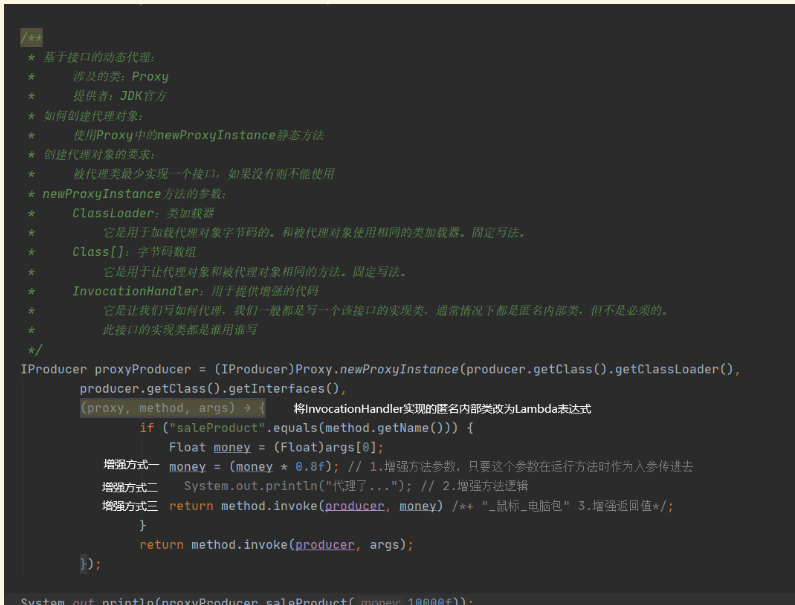 /**
* 基于接口的动态代理:
* 涉及的类: Proxy
* 提供者: JDK官方
* 如何创建代理对象:
* 使用Proxy中的newProxyInstance静态方法
* 创建代理对象的要求:
* 被代理类最少实现一个接口, 如果没有则不能使用
* newProxyInstance方法的参数:
* ClassLoader: 类加载器
* 它是用于加载代理对象字节码的。和被代理对象使用相同的类加载器。固定写法。
* Class[]: 字节码数组
* 它是用于让代理对象和被代理对象相同的方法。固定写法。
* InvocationHandler: 用于提供增强的代码
* 它是让我们写如何代理, 我们一般都是写一个该接口的实现类, 通常情况下都是匿名内部类, 但不是必须的。
* 此接口的实现类都是谁用谁写
*/
IProducer proxyProducer = (IProducer)Proxy.newProxyInstance(producer.getClass().getClassLoader(),
producer.getClass().getInterfaces(),
(proxy, method, args) → { 将InvocationHandler实现的匿名内部类改为Lambda表达式
if ("saleProduct".equals(method.getName())) {
Float money = (Float)args[0];
增强方式一 money = (money * 0.8f); // 1.增强方法参数, 只要这个参数在运行方法时作为入参传进去
增强方式二 System.out.println("代理了..."); // 2.增强方法逻辑
增强方式三 return method.invoke(producer, money) /*+ "_鼠标_电脑包" 3.增强返回值*/;
}
return method.invoke(producer, args);
});
System.out.println(proxyProducer.saleProduct( money: 10000f));